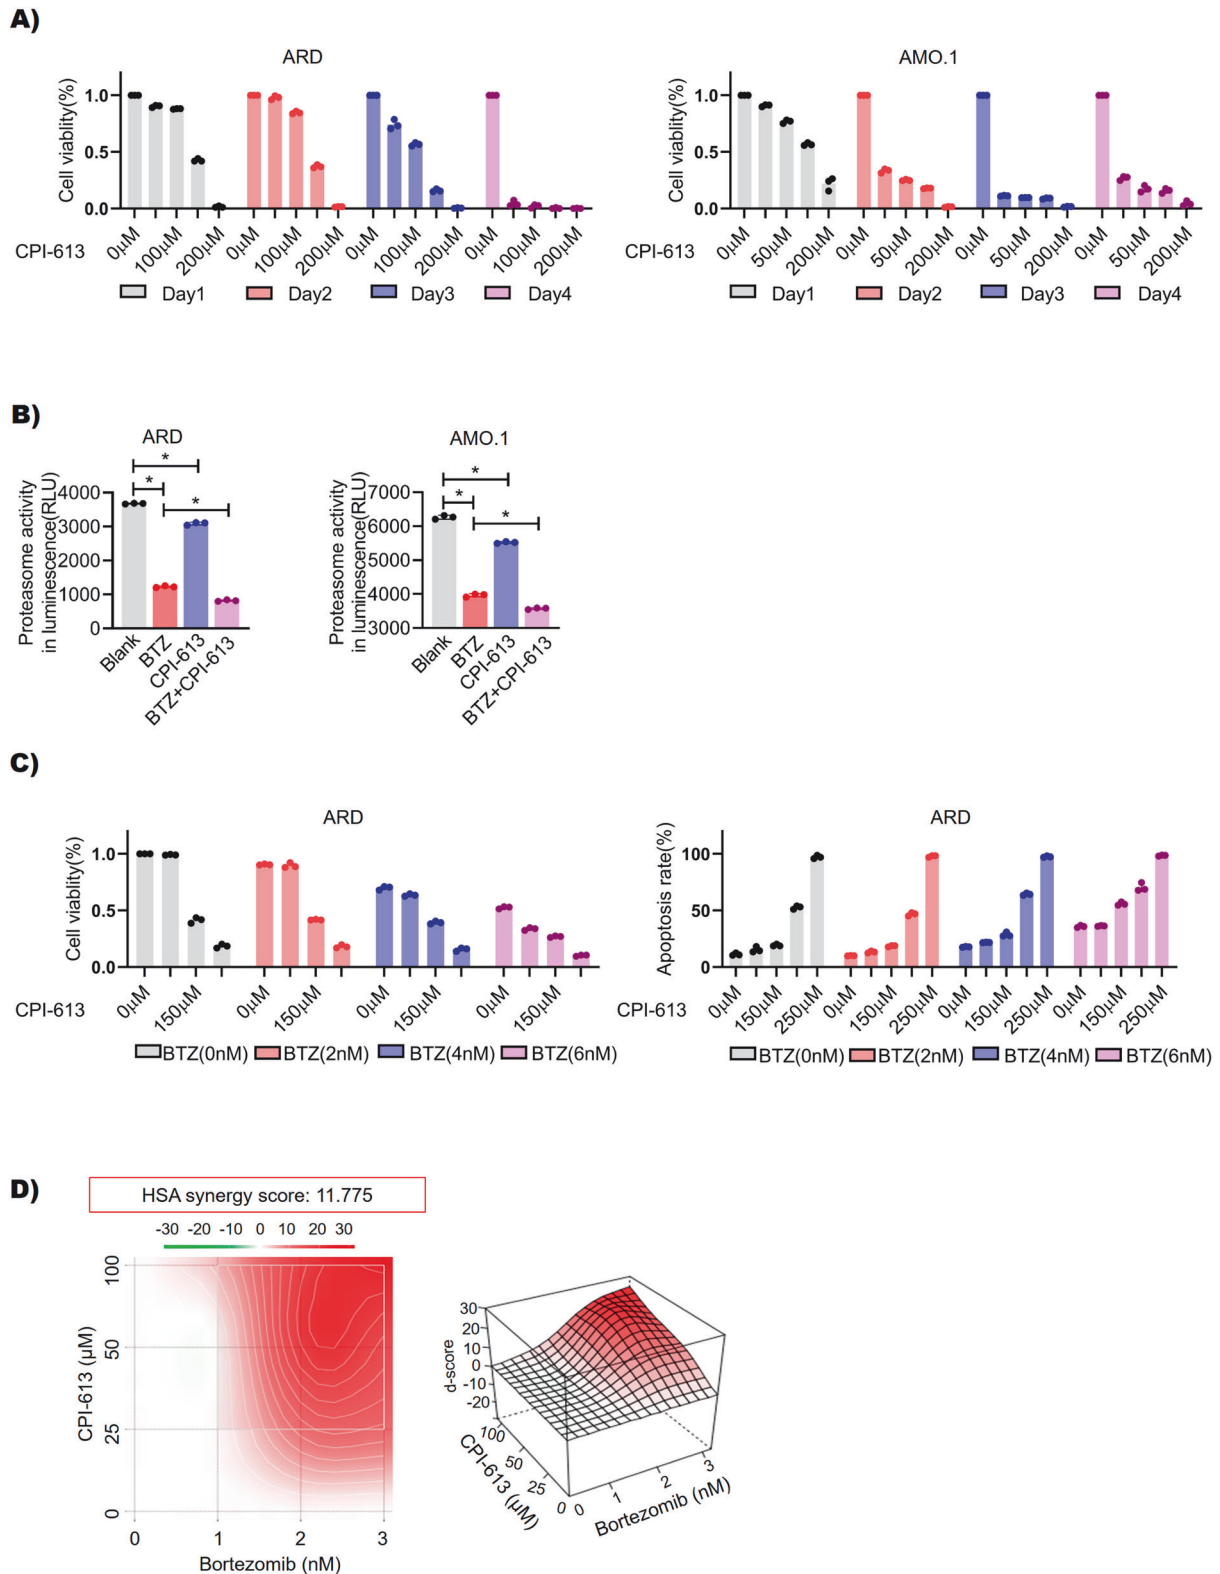 A)
ARD
Cell viablity(%)
1.0
0.5
0.0
CPI-613
0μM 100μM 200μM 0μM 100μM 200μM 0μM 100μM 200μM 0μM 100μM 200μM
Day1 Day2 Day3 Day4
AMO.1
Cell viablity(%)
1.0
0.5
0.0
CPI-613
0μM 50μM 200μM 0μM 50μM 200μM 0μM 50μM 200μM 0μM 50μM 200μM
Day1 Day2 Day3 Day4
B)
ARD
* 
*
*
Proteasome activity
in luminescence(RLU)
4000
3000
2000
1000
0
Blank BTZ CPI-613 BTZ+CPI-613
AMO.1
*
*
*
Proteasome activity
in luminescence(RLU)
7000
6000
5000
4000
3000
Blank BTZ CPI-613 BTZ+CPI-613
C)
ARD
Cell viablity(%)
1.0
0.5
0.0
CPI-613
0μM 150μM 0μM 150μM 0μM 150μM 0μM 150μM
BTZ(0nM) BTZ(2nM) BTZ(4nM) BTZ(6nM)
ARD
Apoptosis rate(%)
100
50
0
CPI-613
0μM 150μM 250μM 0μM 150μM 250μM 0μM 150μM 250μM 0μM 150μM 250μM
BTZ(0nM) BTZ(2nM) BTZ(4nM) BTZ(6nM)
D)
HSA synergy score: 11.775
-30 -20 -10 0 10 20 30
CPI-613 (μM)
100
50
25
0
0 1 2 3
Bortezomib (nM)
d-score
30
20
10
0
-10
-20
100
50
25
0
CPI-613 (μM)
0 1 2 3
Bortezomib (nM)